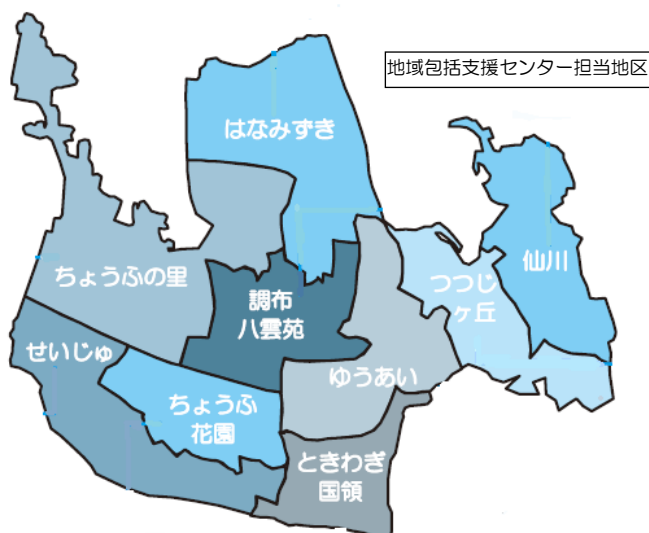 地域包括支援センター担当地区
はなみずき
仙川
ちょうふの里
調布
八雲苑
つつじ
ヶ丘
せいじゅ
ゆうあい
ちょうふ
花園
ときわぎ
国領